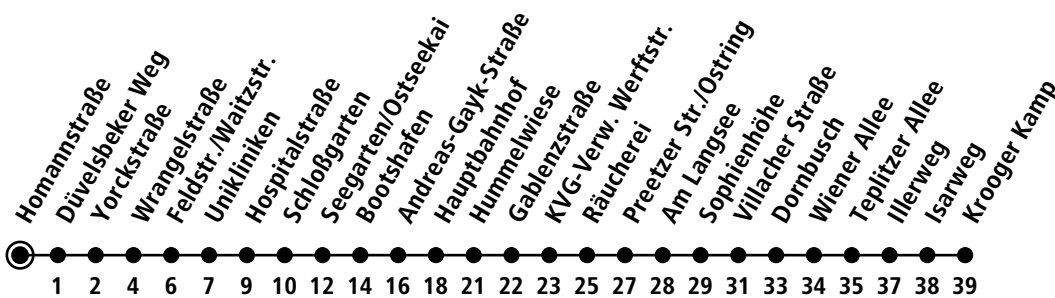 Homannstraße
Düvelsbeker Weg
Yorckstraße
Wrangelstraße
Feldstr./Waitzstr.
Unikliniken
Hospitalstraße
Schloßgarten
Seegarten/Ostseekai
Bootshafen
Andreas-Gayk-Straße
Hauptbahnhof
Hummelwiese
Gablenzstraße
KVG-Verw. Werftstr.
Räucherei
Preetzer Str./Ostring
Am Langsee
Sophienhöhe
Villacher Straße
Dornbusch
Wiener Allee
Teplitzer Allee
Illerweg
Isarweg
Krooger Kamp
1 2 4 6 7 9 10 12 14 16 18 21 22 23 25 27 28 29 31 33 34 35 37 38 39